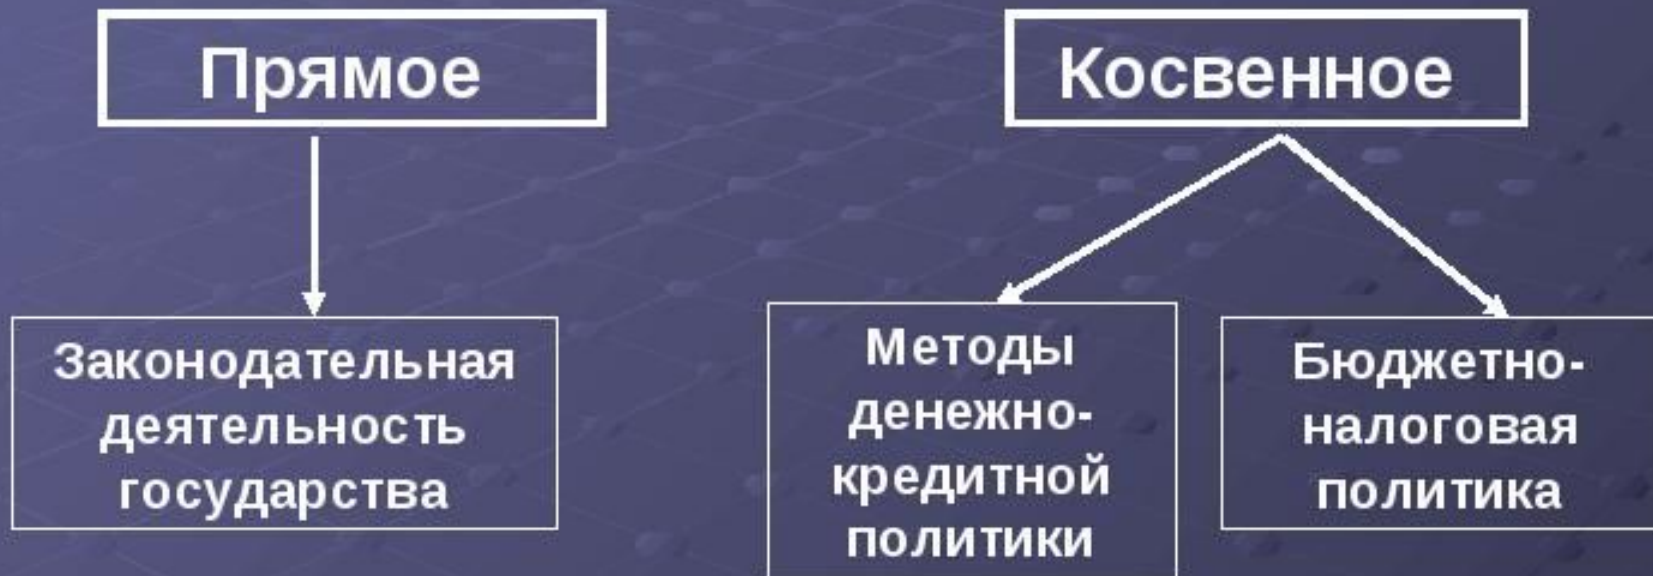 Прямое
Косвенное
Законодательная
деятельность
государства
Методы
денежно-
кредитной
политики
Бюджетно-
налоговая
политика